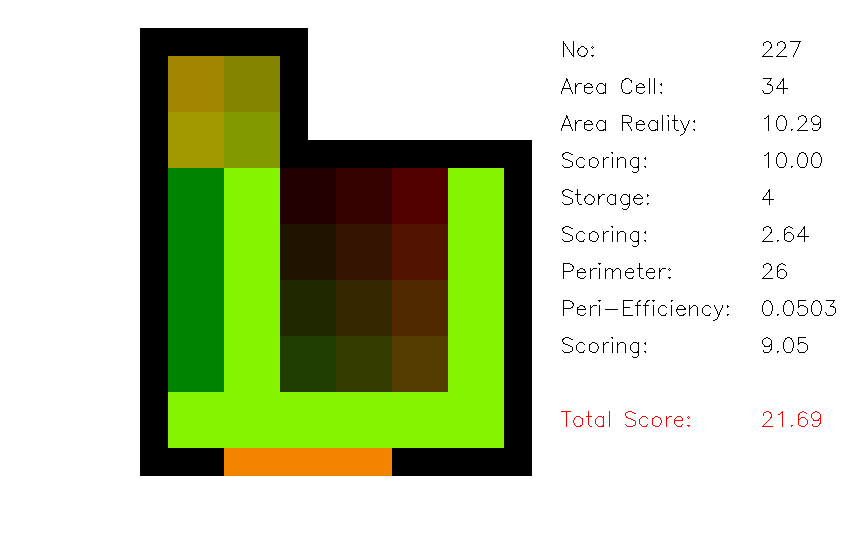 No: 227
Area Cell: 34
Area Reality: 10.29
Scoring: 10.00
Storage: 4
Scoring: 2.64
Perimeter: 26
Peri-Efficiency: 0.0503
Scoring: 9.05
Total Score: 21.69